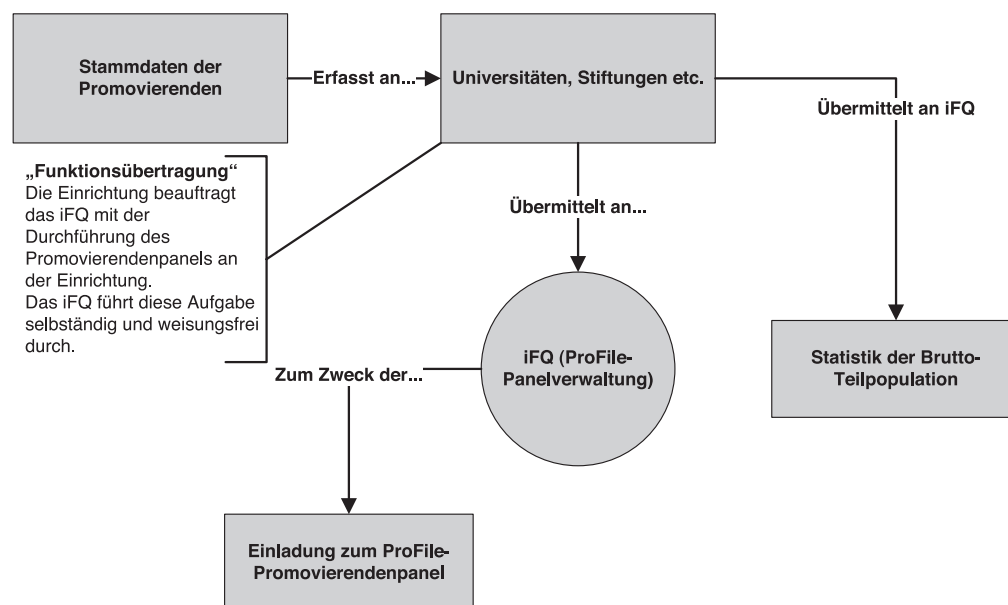 Stammdaten der
Promovierenden
Erfasst an...
Universitäten, Stiftungen etc.
Übermittelt an iFQ
„Funktionsübertragung“
Die Einrichtung beauftragt
das iFQ mit der
Durchführung des
Promovierendenpanels an
der Einrichtung.
Das iFQ führt diese Aufgabe
selbständig und weisungsfrei
durch.
Übermittelt an...
iFQ (ProFile-
Panelverwaltung)
Statistik der Brutto-
Teilpopulation
Zum Zweck der...
Einladung zum ProFile-
Promovierendenpanel